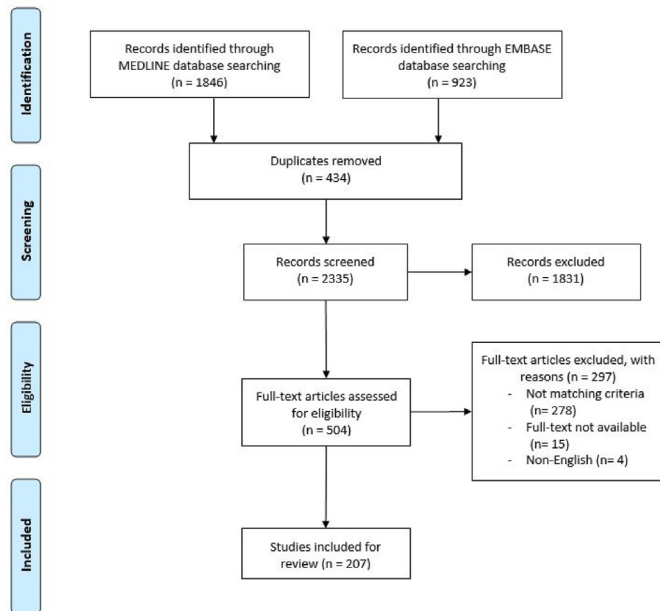 Identification
Records identified through
MEDLINE database searching
(n = 1846)
Records identified through EMBASE
database searching
(n = 923)
Duplicates removed
(n = 434)
Screening
Records screened
(n = 2335)
Records excluded
(n = 1831)
Eligibility
Full-text articles assessed
for eligibility
(n = 504)
Full-text articles excluded, with
reasons (n = 297)
- Not matching criteria
(n= 278)
- Full-text not available
(n= 15)
- Non-English (n= 4)
Included
Studies included for
review (n = 207)